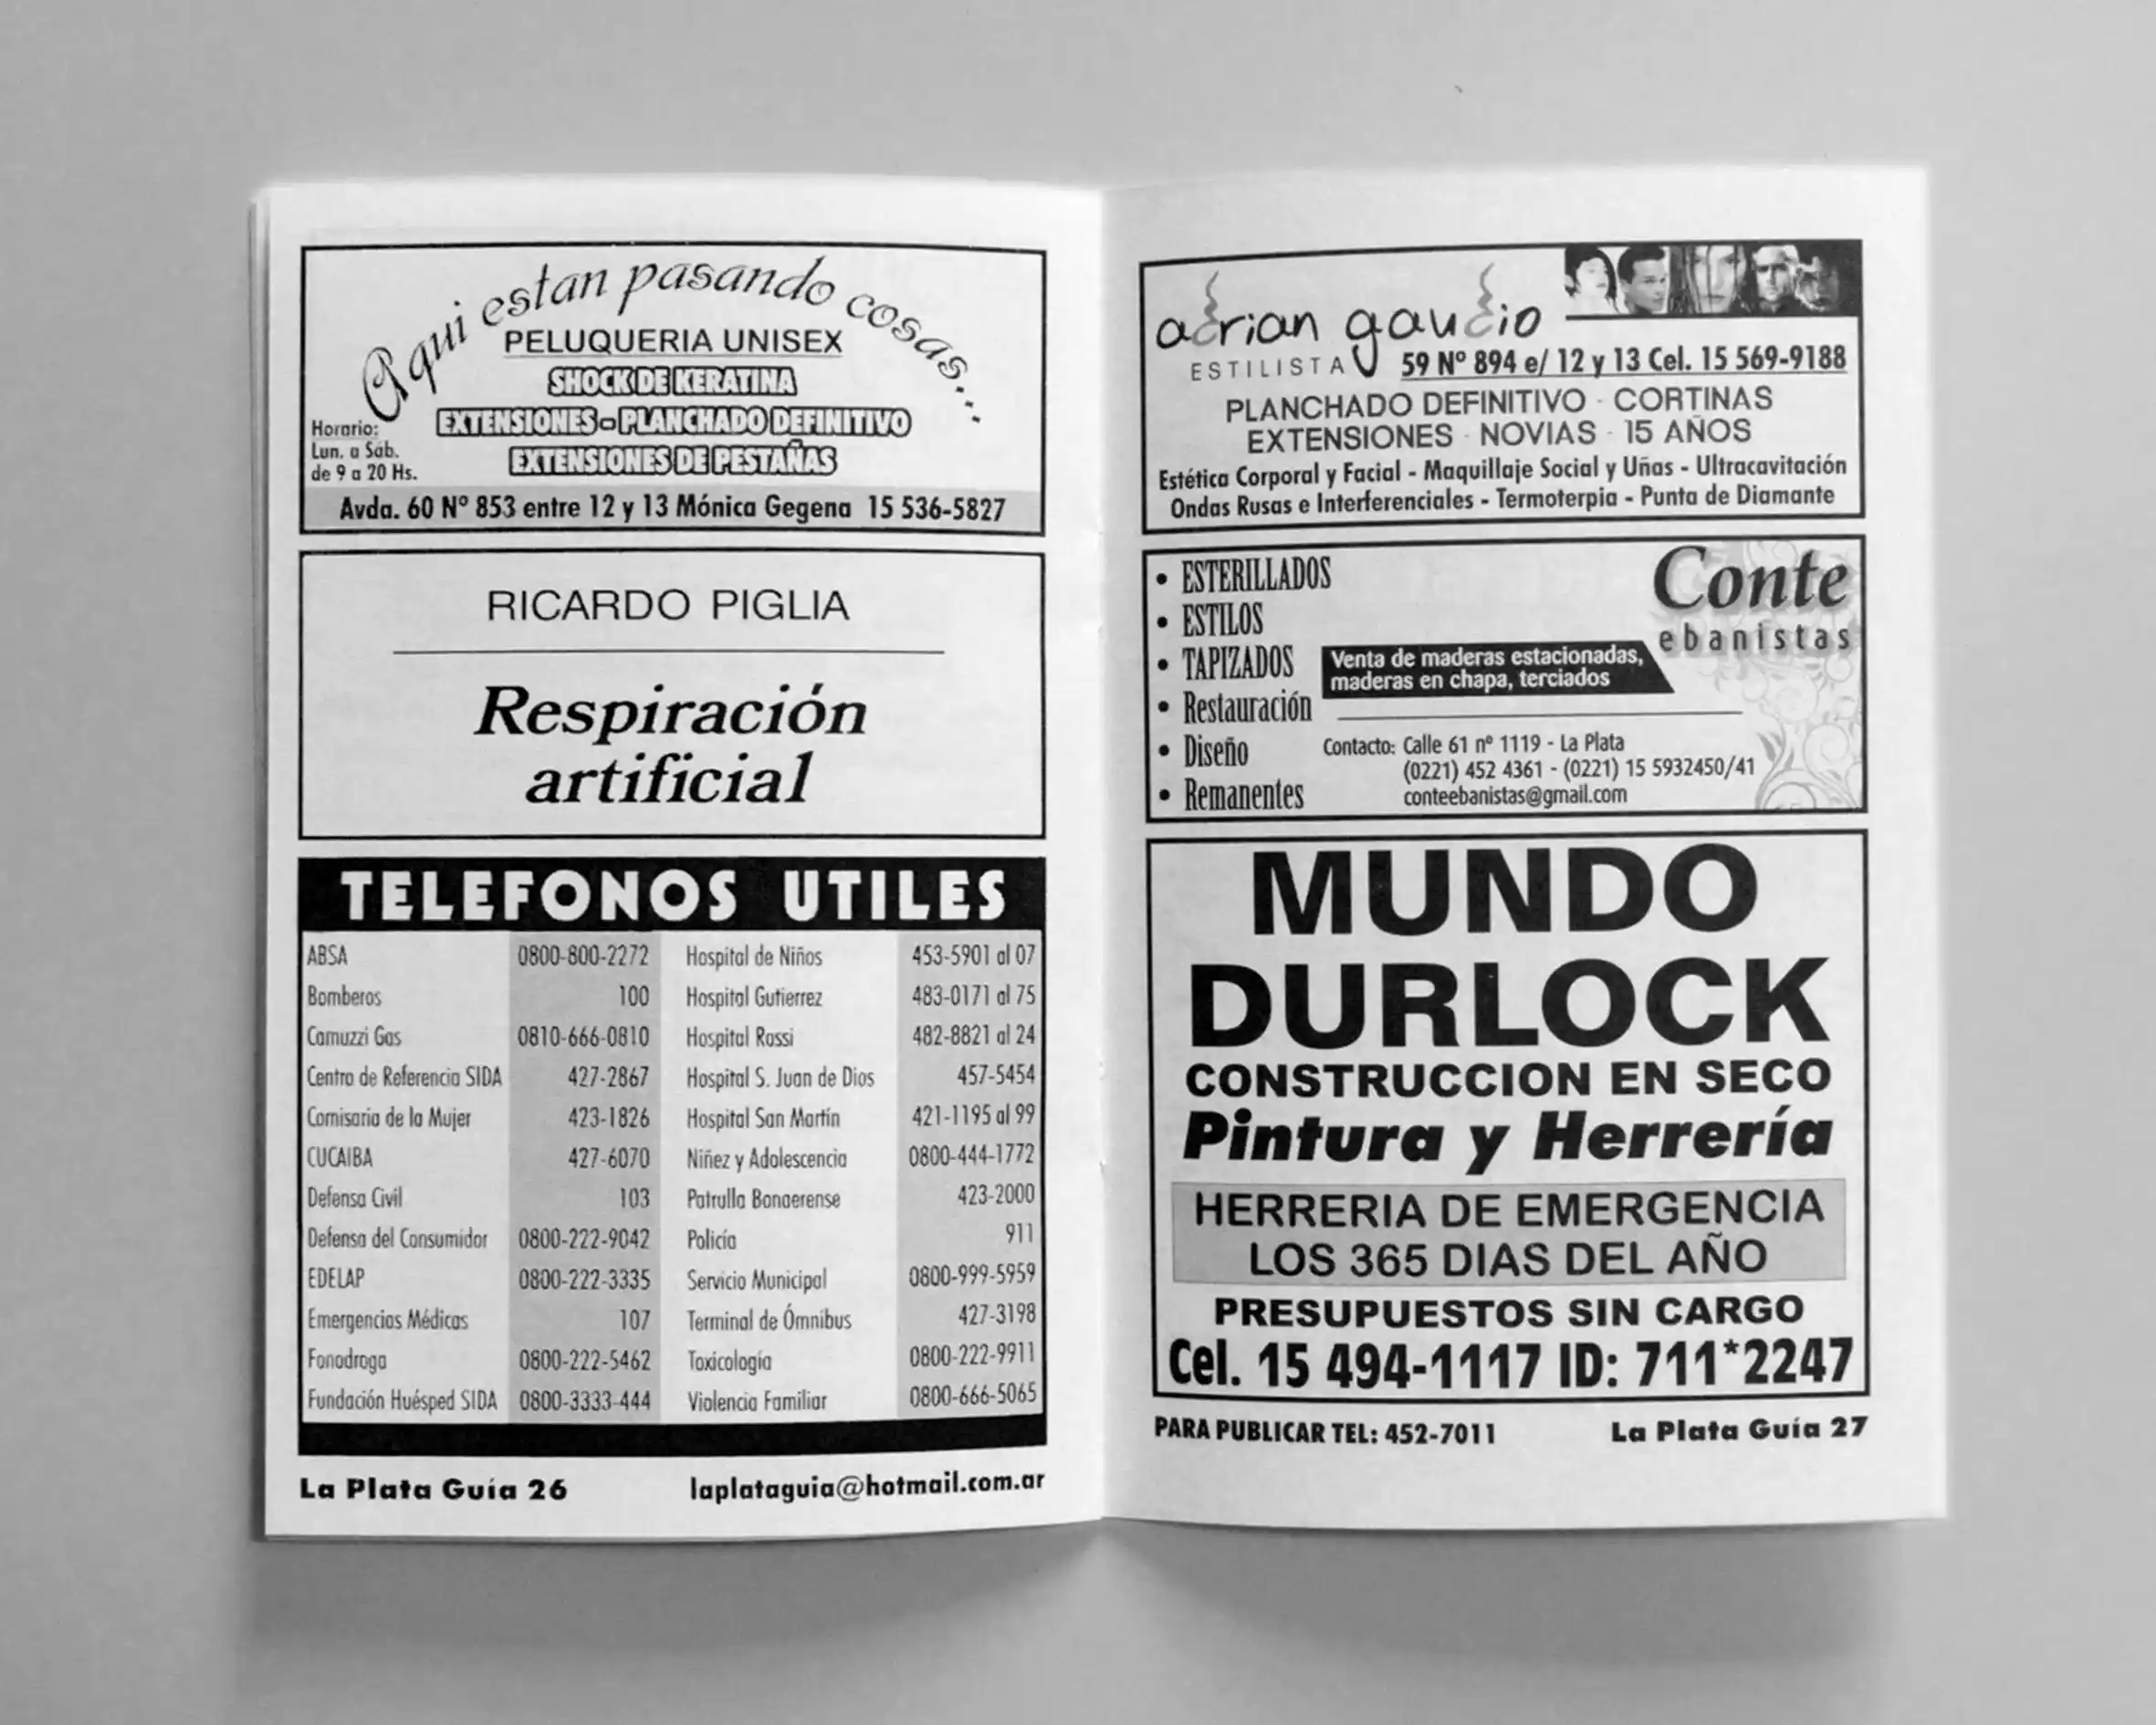 Aqui estan pasando cosas...
PELUQUERIA UNISEX
SHOCK DE KERATINA
EXTENSIONES - PLANCHADO DEFINITIVO
EXTENSIONES DE PESTAÑAS
Horario:
Lun. a Sab.
de 9 a 20 Hs.
Avda. 60 Nº 853 entre 12 y 13 Mónica Gegena 15 536-5827
RICARDO PIGLIA
Respiración
artificial
TELEFONOS UTILES
ABSA 0800-800-2272 Hospital de Niños 453-5901 al 07
Bomberos 100 Hospital Gutierrez 483-0171 al 75
Camuzzi Gas 0810-666-0810 Hospital Rossi 482-8821 al 24
Centro de Referencia SIDA 427-2867 Hospital S. Juan de Dios 457-5454
Comisaria de la Mujer 423-1826 Hospital San Martín 421-1195 al 99
CUCAIBA 427-6070 Niñez y Adolescencia 0800-444-1772
Defensa Civil 103 Patrulla Bonaerense 423-2000
Defensa del Consumidor 0800-222-9042 Policía 911
EDELAP 0800-222-3335 Servicio Municipal 0800-999-5959
Emergencias Médicas 107 Terminal de Ómnibus 427-3198
Fonodroga 0800-222-5462 Toxicología 0800-222-9911
Fundación Huésped SIDA 0800-3333-444 Violencia Familiar 0800-666-5065
La Plata Guía 26 laplataguia@hotmail.com.ar
adrian gaudio
ESTILISTA 59 Nº 894 e/ 12 y 13 Cel. 15 569-9188
PLANCHADO DEFINITIVO · CORTINAS
EXTENSIONES · NOVIAS · 15 AÑOS
Estética Corporal y Facial - Maquillaje Social y Uñas - Ultracavitación
Ondas Rusas e Interferenciales - Termoterpia - Punta de Diamante
• ESTERILLADOS
• ESTILOS
• TAPIZADOS
• Restauración
• Diseño
• Remanentes
Conte
ebanistas
Venta de maderas estacionadas,
maderas en chapa, terciados
Contacto: Calle 61 nº 1119 - La Plata
(0221) 452 4361 - (0221) 15 5932450/41
conteebanistas@gmail.com
MUNDO
DURLOCK
CONSTRUCCION EN SECO
Pintura y Herrería
HERRERIA DE EMERGENCIA
LOS 365 DIAS DEL AÑO
PRESUPUESTOS SIN CARGO
Cel. 15 494-1117 ID: 711*2247
PARA PUBLICAR TEL: 452-7011 La Plata Guía 27